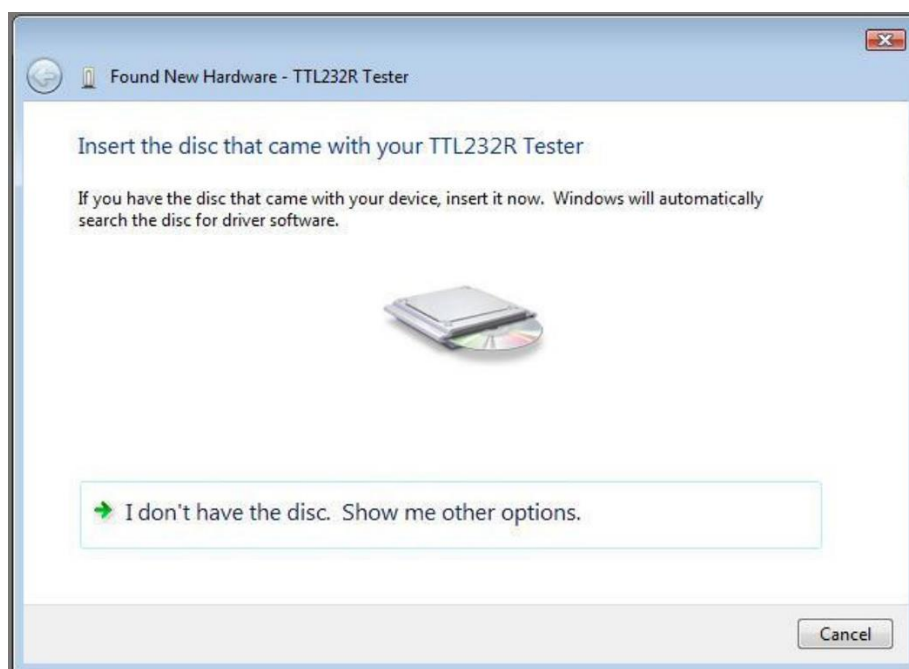 Found New Hardware - TTL232R Tester
Insert the disc that came with your TTL232R Tester
If you have the disc that came with your device, insert it now.  Windows will automatically
search the disc for driver software.
I don't have the disc.  Show me other options.
Cancel